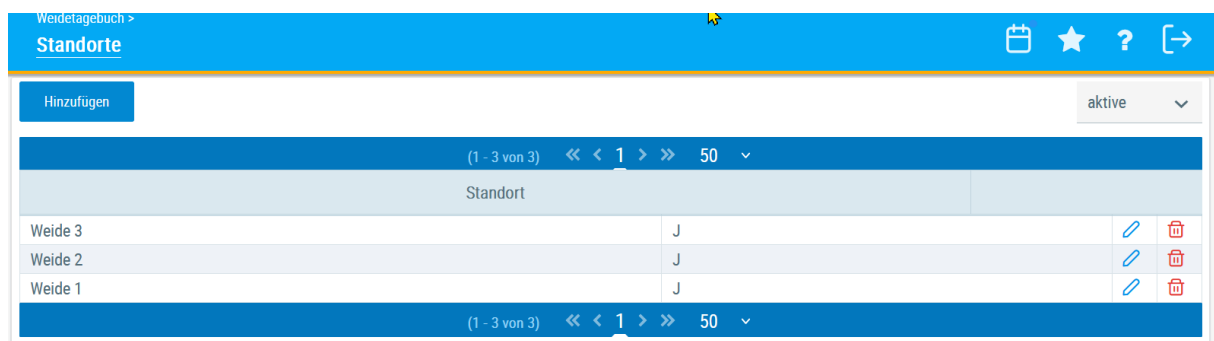 Weidetagebuch >
Standorte
?
Hinzufügen
aktive
(1 - 3 von 3) « < 1 > » 50
Standort
Weide 3 J
Weide 2 J
Weide 1 J
(1 - 3 von 3) « < 1 > » 50